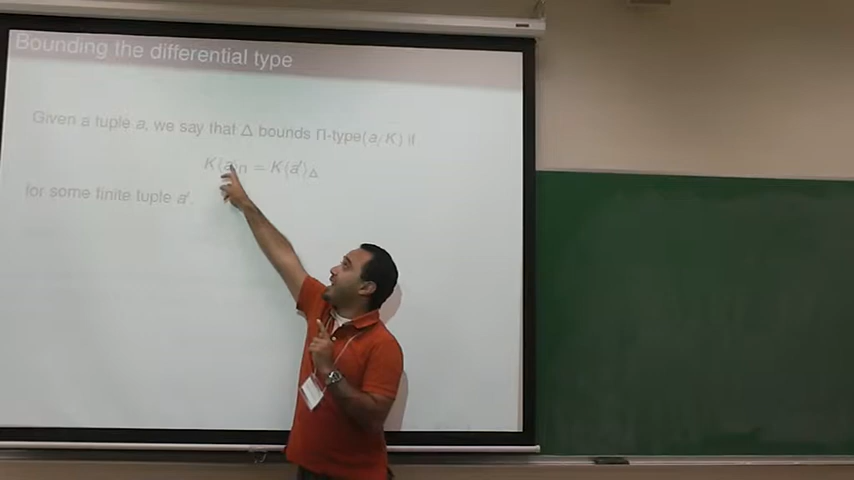 Bounding the differential type
Given a tuple a, we say that Δ bounds Π-type(a/K) if
K⟨a⟩Π = K⟨a′⟩Δ
for some finite tuple a′.